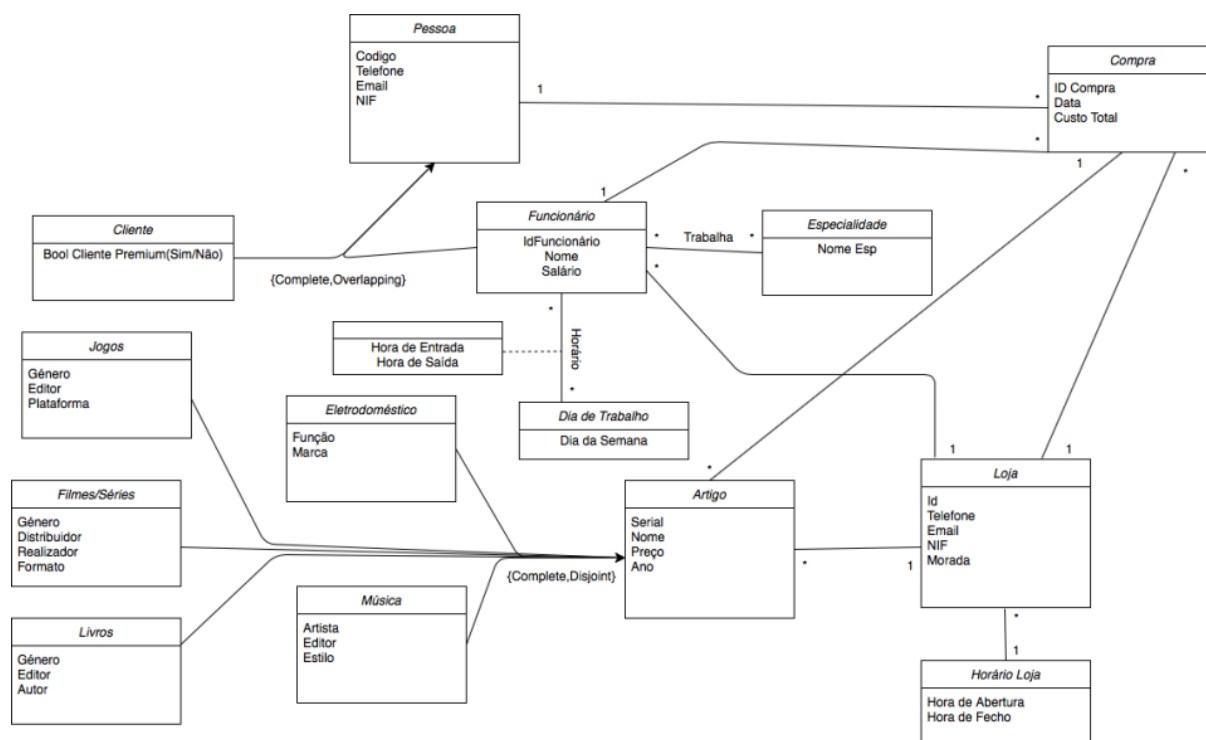 Pessoa
Codigo
Telefone
Email
NIF
Compra
ID Compra
Data
Custo Total
1
*
*
1
1
*
Cliente
Bool Cliente Premium(Sim/Não)
{Complete,Overlapping}
Funcionário
IdFuncionário
Nome
Salário
*
Trabalha
*
*
Especialidade
Nome Esp
*
Horário
*
Hora de Entrada
Hora de Saída
Dia de Trabalho
Dia da Semana
Jogos
Género
Editor
Plataforma
Eletrodoméstico
Função
Marca
Filmes/Séries
Género
Distribuidor
Realizador
Formato
Livros
Género
Editor
Autor
Música
Artista
Editor
Estilo
{Complete,Disjoint}
*
Artigo
Serial
Nome
Preço
Ano
*
1
1
1
Loja
Id
Telefone
Email
NIF
Morada
*
1
Horário Loja
Hora de Abertura
Hora de Fecho